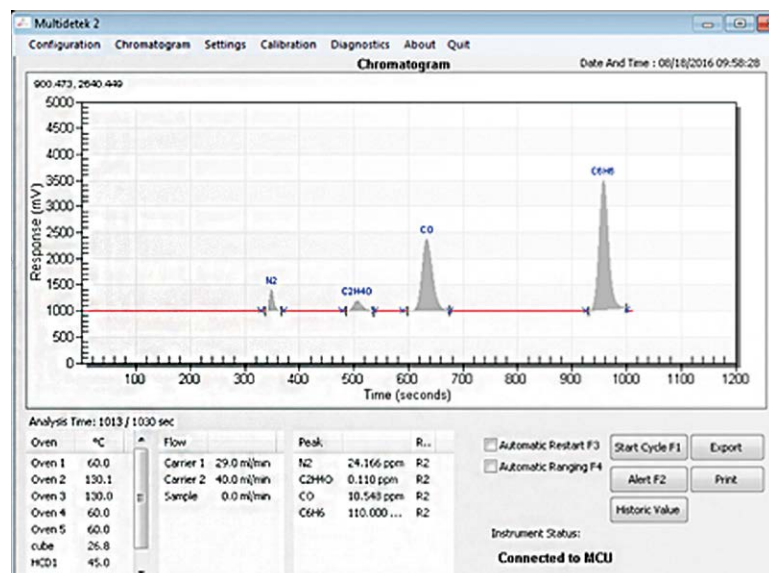 Multidetek 2
Configuration Chromatogram Settings Calibration Diagnostics About Quit
Chromatogram
Date And Time : 08/18/2016 09:58:28
900.473, 2640.449
5000
4500
4000
3500
3000
2500
2000
1500
1000
500
0
Response (mV)
N2
C2H4O
CO
C6H6
100 200 300 400 500 600 700 800 900 1000 1100 1200
Time (seconds)
Analysis Time: 1013 / 1030 sec
Oven °C
Oven 1 60.0
Oven 2 130.1
Oven 3 130.0
Oven 4 60.0
Oven 5 60.0
cube 26.8
HCD1 45.0
Flow
Carrier 1 29.0 ml/min
Carrier 2 40.0 ml/min
Sample 0.0 ml/min
Peak R..
N2 24.166 ppm R2
C2H4O 0.110 ppm R2
CO 10.548 ppm R2
C6H6 110.000 ... R2
Automatic Restart F3
Automatic Ranging F4
Start Cycle F1
Export
Alert F2
Print
Historic Value
Instrument Status:
Connected to MCU